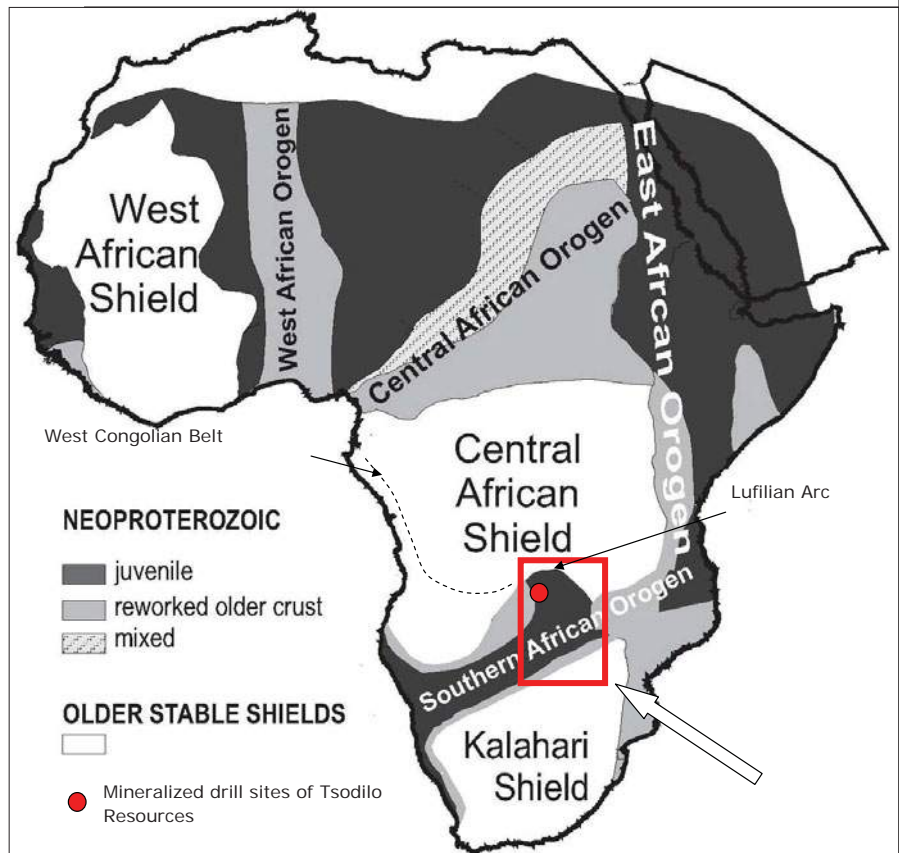 West
African
Shield
West African Orogen
Central African Orogen
East Afrcan Orogen
West Congolian Belt
Central
African
Shield
Lufilian Arc
NEOPROTEROZOIC
juvenile
reworked older crust
mixed
Southern African Orogen
OLDER STABLE SHIELDS
Kalahari
Shield
Mineralized drill sites of Tsodilo
Resources